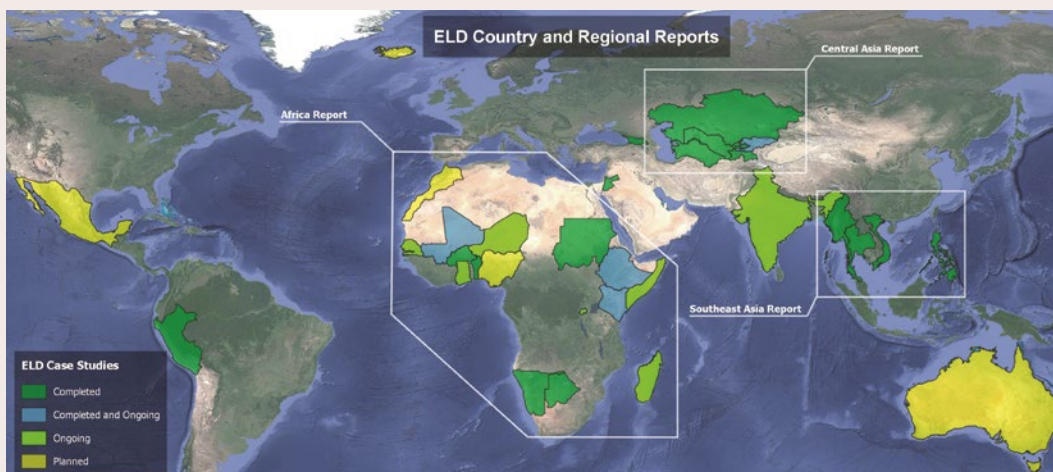 ELD Country and Regional Reports
Central Asia Report
Africa Report
Southeast Asia Report
ELD Case Studies
Completed
Completed and Ongoing
Ongoing
Planned